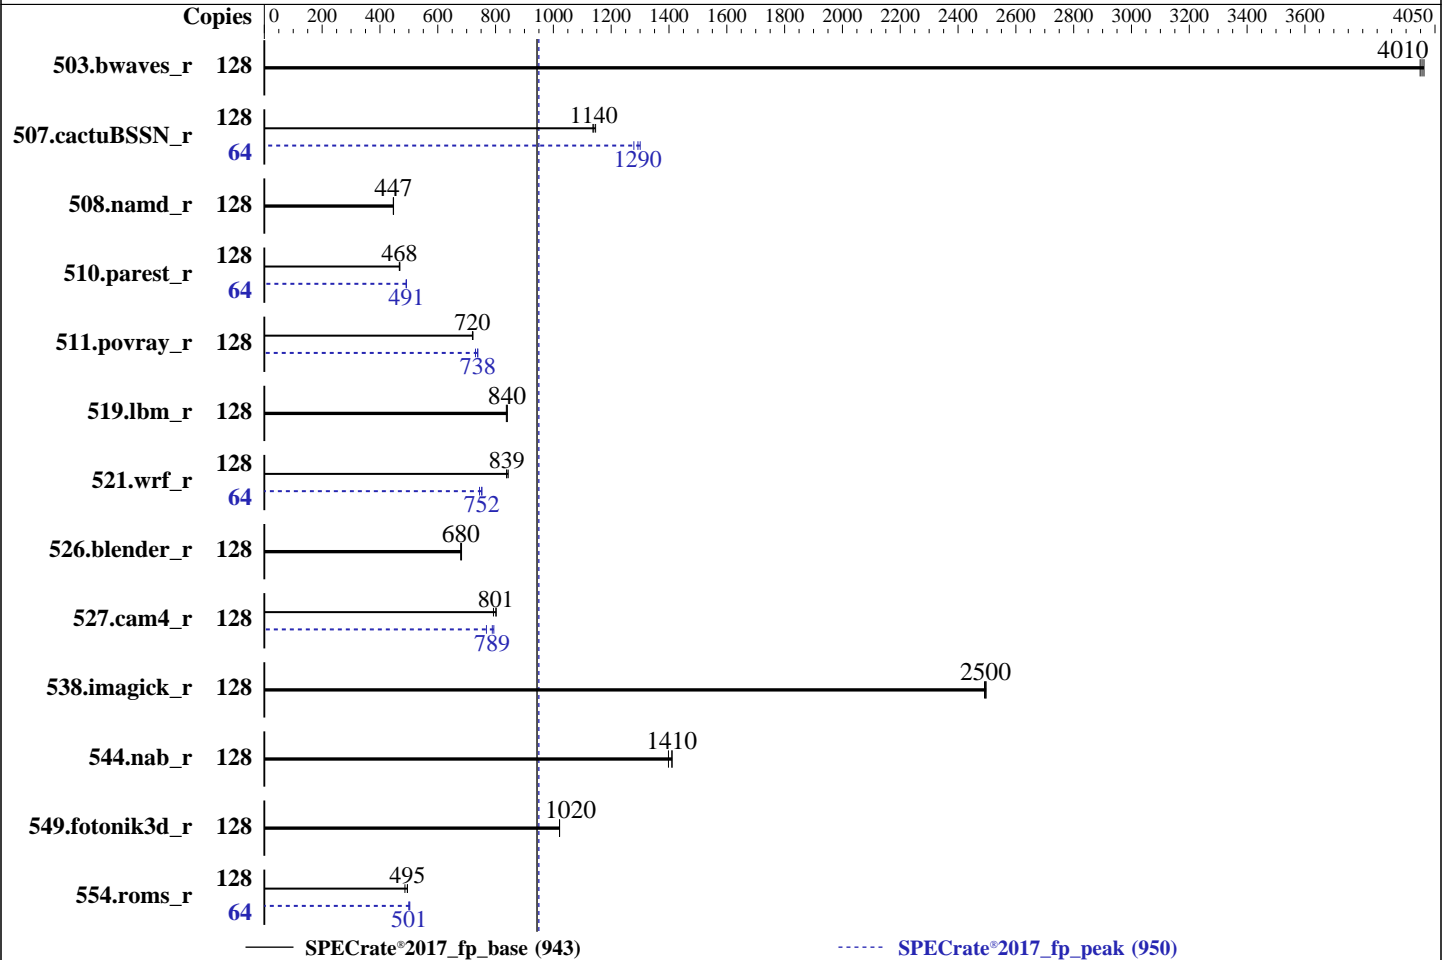 Copies 0 200 400 600 800 1000 1200 1400 1600 1800 2000 2200 2400 2600 2800 3000 3200 3400 3600 4050
503.bwaves_r 128 4010
507.cactuBSSN_r 128 1140
64 1290
508.namd_r 128 447
510.parest_r 128 468
64 491
511.povray_r 128 720
738
519.lbm_r 128 840
521.wrf_r 128 839
64 752
526.blender_r 128 680
527.cam4_r 128 801
789
538.imagick_r 128 2500
544.nab_r 128 1410
549.fotonik3d_r 128 1020
554.roms_r 128 495
64 501
SPECrate®2017_fp_base (943) SPECrate®2017_fp_peak (950)